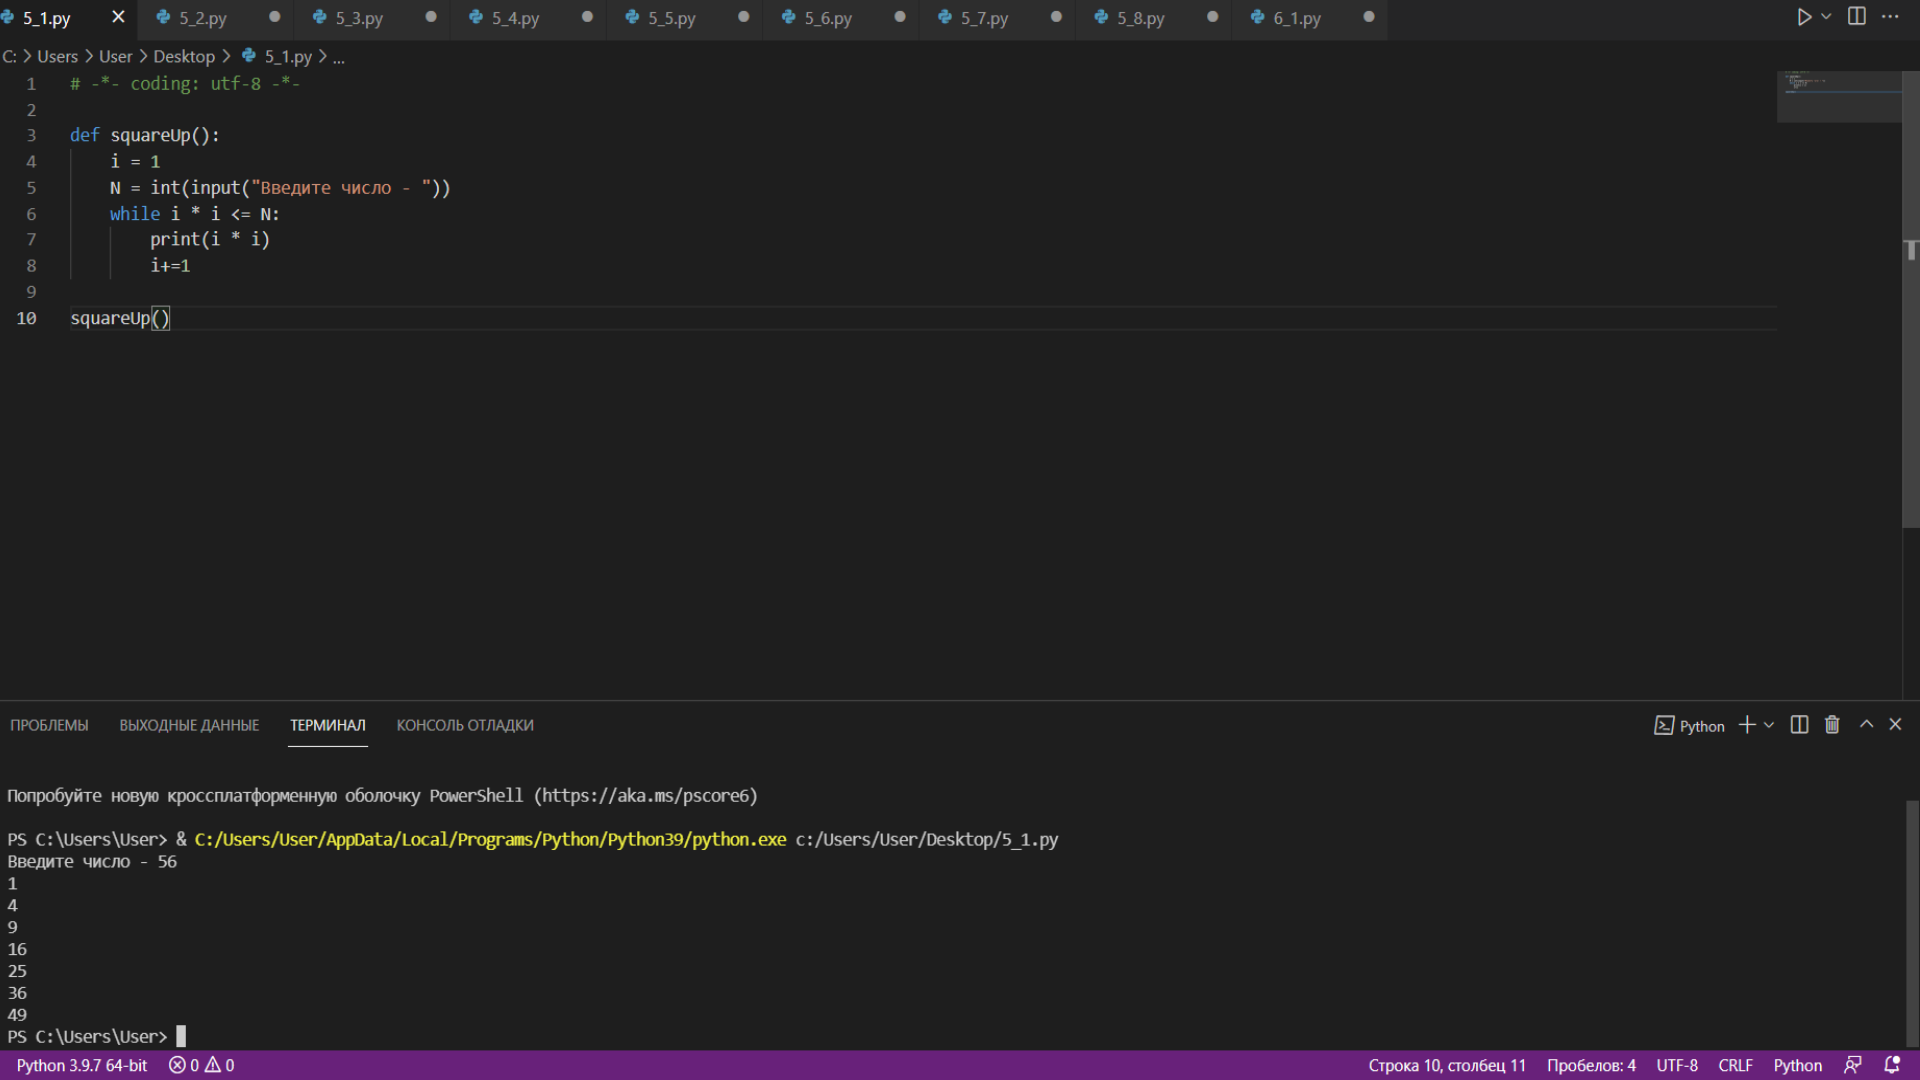 5_1.py 5_2.py 5_3.py 5_4.py 5_5.py 5_6.py 5_7.py 5_8.py 6_1.py
C: > Users > User > Desktop > 5_1.py > ...
1 # -*- coding: utf-8 -*-
2
3 def squareUp():
4 i = 1
5 N = int(input("Введите число - "))
6 while i * i <= N:
7 print(i * i)
8 i+=1
9
10 squareUp()
ПРОБЛЕМЫ ВЫХОДНЫЕ ДАННЫЕ ТЕРМИНАЛ КОНСОЛЬ ОТЛАДКИ Python
Попробуйте новую кроссплатформенную оболочку PowerShell (https://aka.ms/pscore6)
PS C:\Users\User> & C:/Users/User/AppData/Local/Programs/Python/Python39/python.exe c:/Users/User/Desktop/5_1.py
Введите число - 56
1
4
9
16
25
36
49
PS C:\Users\User>
Python 3.9.7 64-bit 0 0 Строка 10, столбец 11 Пробелов: 4 UTF-8 CRLF Python